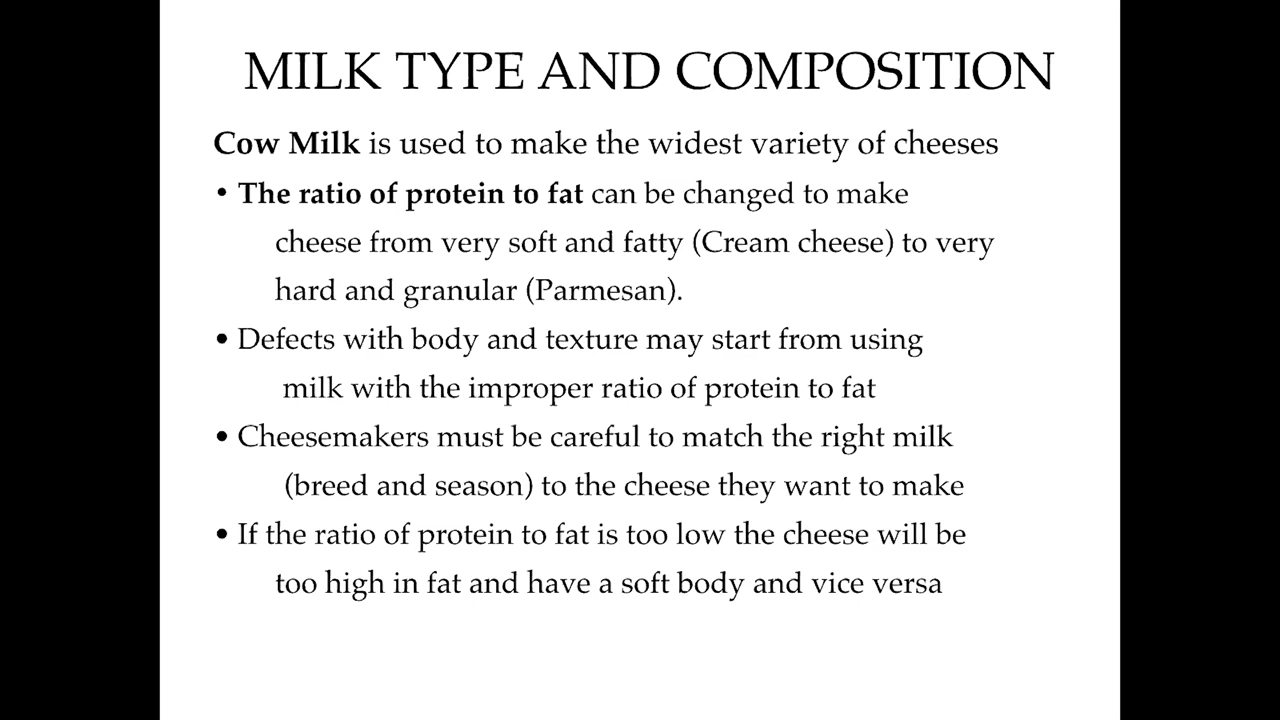 MILK TYPE AND COMPOSITION
Cow Milk is used to make the widest variety of cheeses
• The ratio of protein to fat can be changed to make
cheese from very soft and fatty (Cream cheese) to very
hard and granular (Parmesan).
• Defects with body and texture may start from using
milk with the improper ratio of protein to fat
• Cheesemakers must be careful to match the right milk
(breed and season) to the cheese they want to make
• If the ratio of protein to fat is too low the cheese will be
too high in fat and have a soft body and vice versa